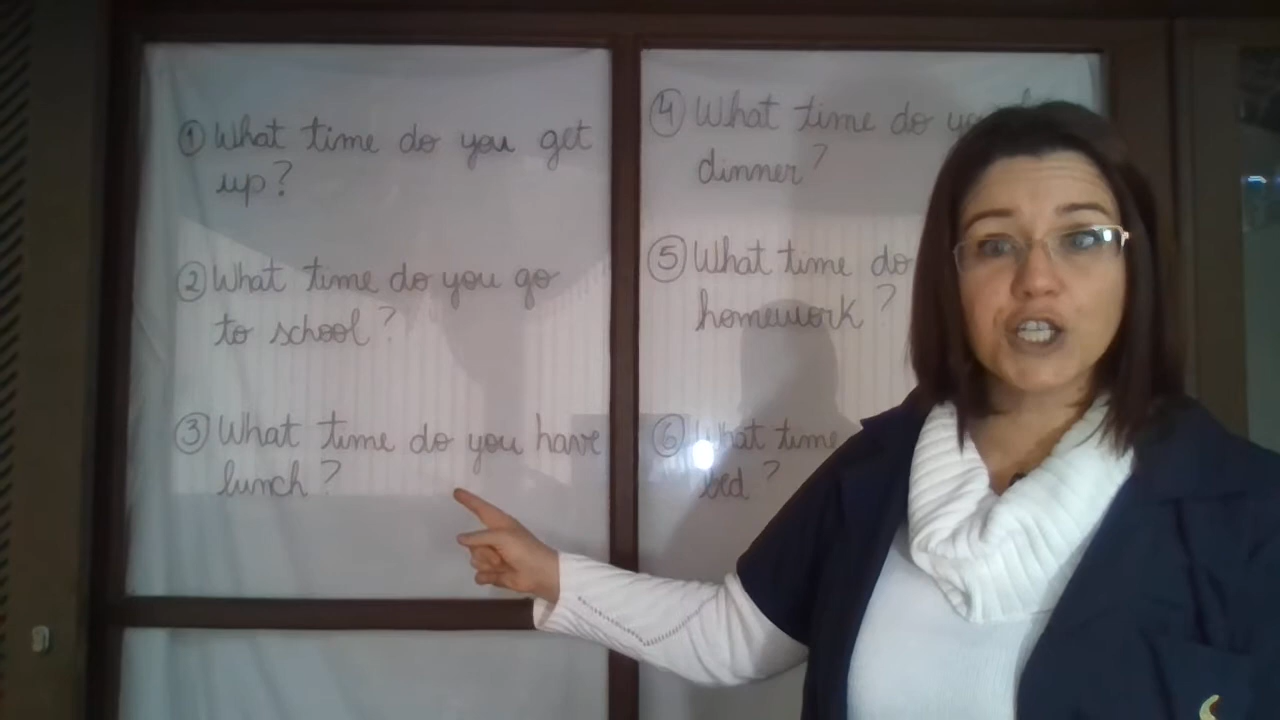 ① What time do you get
up?
② What time do you go
to school?
③ What time do you have
lunch?
④ What time do
dinner?
⑤ What time do
homework?
⑥ What time
bed?